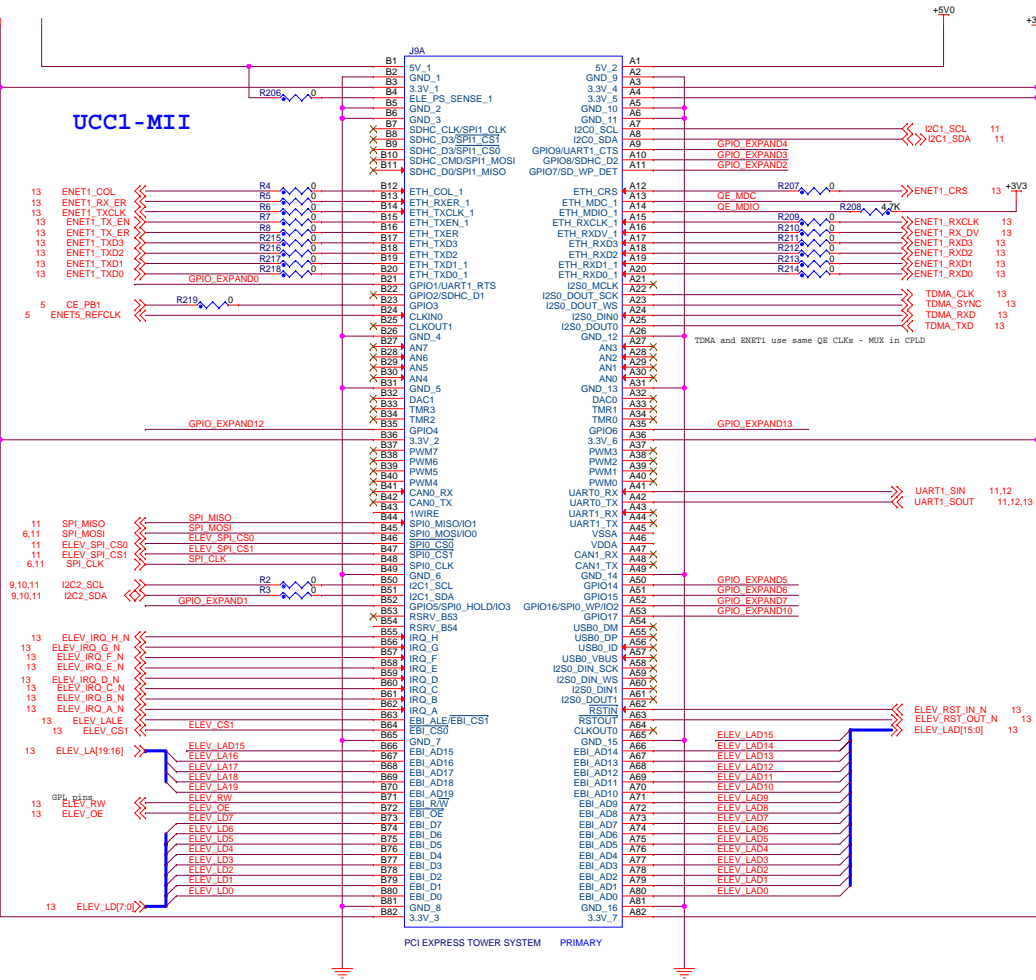 +5V0
+3
J9A
B1 5V_1 5V_2 A1
B2 GND_1 GND_9 A2
B3 3.3V_1 3.3V_4 A3
R206 0 B4 ELE_PS_SENSE_1 3.3V_5 A4
B5 GND_2 GND_10 A5
UCC1-MII
B6 GND_3 GND_11 A6
B7 SDHC_CLK/SPI1_CLK I2C0_SCL A7 I2C1_SCL 11
B8 SDHC_D3/SPI1_CS1 I2C0_SDA A8 I2C1_SDA 11
B9 SDHC_D3/SPI1_CS0 GPIO9/UART1_CTS A9 GPIO_EXPAND4
B10 SDHC_CMD/SPI1_MOSI GPIO8/SDHC_D2 A10 GPIO_EXPAND3
B11 SDHC_D0/SPI1_MISO GPIO7/SD_WP_DET A11 GPIO_EXPAND2
13 ENET1_COL R4 0 B12 ETH_COL_1 ETH_CRS A12 R207 0 ENET1_CRS 13 +3V3
13 ENET1_RX_ER R5 0 B13 ETH_RXER_1 ETH_MDC_1 A13 QE_MDC
13 ENET1_TXCLK R6 0 B14 ETH_TXCLK_1 ETH_MDIO_1 A14 QE_MDIO R208 4.7K
13 ENET1_TX_EN R7 0 B15 ETH_TXEN_1 ETH_RXCLK_1 A15 R209 0 ENET1_RXCLK 13
13 ENET1_TX_ER R8 0 B16 ETH_TXER ETH_RXDV_1 A16 R210 0 ENET1_RX_DV 13
13 ENET1_TXD3 R215 0 B17 ETH_TXD3 ETH_RXD3 A17 R211 0 ENET1_RXD3 13
13 ENET1_TXD2 R216 0 B18 ETH_TXD2 ETH_RXD2 A18 R212 0 ENET1_RXD2 13
13 ENET1_TXD1 R217 0 B19 ETH_TXD1_1 ETH_RXD1_1 A19 R213 0 ENET1_RXD1 13
13 ENET1_TXD0 R218 0 B20 ETH_TXD0_1 ETH_RXD0_1 A20 R214 0 ENET1_RXD0 13
GPIO_EXPAND0 B21 GPIO1/UART1_RTS I2S0_MCLK A21
B22 GPIO2/SDHC_D1 I2S0_DOUT_SCK A22 TDMA_CLK 13
5 CE_PB1 R219 0 B23 GPIO3 I2S0_DOUT_WS A23 TDMA_SYNC 13
5 ENET5_REFCLK B24 CLKIN0 I2S0_DIN0 A24 TDMA_RXD 13
B25 CLKOUT1 I2S0_DOUT0 A25 TDMA_TXD 13
B26 GND_4 GND_12 A26
TDMA and ENET1 use same QE CLKs - MUX in CPLD
B27 AN7 AN3 A27
B28 AN6 AN2 A28
B29 AN5 AN1 A29
B30 AN4 AN0 A30
B31 GND_5 GND_13 A31
B32 DAC1 DAC0 A32
B33 TMR3 TMR1 A33
B34 TMR2 TMR0 A34
GPIO_EXPAND12 B35 GPIO4 GPIO6 A35 GPIO_EXPAND13
B36 3.3V_2 3.3V_6 A36
B37 PWM7 PWM3 A37
B38 PWM6 PWM2 A38
B39 PWM5 PWM1 A39
B40 PWM4 PWM0 A40
B41 CAN0_RX UART0_RX A41 UART1_SIN 11,12
B42 CAN0_TX UART0_TX A42 UART1_SOUT 11,12,13
B43 1WIRE UART1_RX A43
11 SPI_MISO SPI_MISO B44 SPI0_MISO/IO1 UART1_TX A44
6,11 SPI_MOSI SPI_MOSI B45 SPI0_MOSI/IO0 VSSA A45
11 ELEV_SPI_CS0 ELEV_SPI_CS0 B46 SPI0_CS0 VDDA A46
11 ELEV_SPI_CS1 ELEV_SPI_CS1 B47 SPI0_CS1 CAN1_RX A47
6,11 SPI_CLK SPI_CLK B48 SPI0_CLK CAN1_TX A48
B49 GND_6 GND_14 A49
9,10,11 I2C2_SCL R2 0 B50 I2C1_SCL GPIO14 A50 GPIO_EXPAND5
9,10,11 I2C2_SDA R3 0 B51 I2C1_SDA GPIO15 A51 GPIO_EXPAND6
GPIO_EXPAND1 B52 GPIO5/SPI0_HOLD/IO3 GPIO16/SPI0_WP/IO2 A52 GPIO_EXPAND7
B53 RSRV_B53 GPIO17 A53 GPIO_EXPAND10
B54 RSRV_B54 USB0_DM A54
13 ELEV_IRQ_H_N B55 IRQ_H USB0_DP A55
13 ELEV_IRQ_G_N B56 IRQ_G USB0_ID A56
13 ELEV_IRQ_F_N B57 IRQ_F USB0_VBUS A57
13 ELEV_IRQ_E_N B58 IRQ_E I2S0_DIN_SCK A58
13 ELEV_IRQ_D_N B59 IRQ_D I2S0_DIN_WS A59
13 ELEV_IRQ_C_N B60 IRQ_C I2S0_DIN1 A60
13 ELEV_IRQ_B_N B61 IRQ_B I2S0_DOUT1 A61
13 ELEV_IRQ_A_N B62 IRQ_A RSTIN A62 ELEV_RST_IN_N 13
13 ELEV_LALE B63 EBI_ALE/EBI_CS1 RSTOUT A63 ELEV_RST_OUT_N 13
13 ELEV_CS1 ELEV_CS1 B64 EBI_CS0 CLKOUT0 A64 ELEV_LAD[15:0] 13
B65 GND_7 GND_15 A65
13 ELEV_LA[19:16] ELEV_LAD15 B66 EBI_AD15 EBI_AD14 A66 ELEV_LAD15
ELEV_LA16 B67 EBI_AD16 EBI_AD13 A67 ELEV_LAD14
ELEV_LA17 B68 EBI_AD17 EBI_AD12 A68 ELEV_LAD13
ELEV_LA18 B69 EBI_AD18 EBI_AD11 A69 ELEV_LAD12
ELEV_LA19 B70 EBI_AD19 EBI_AD10 A70 ELEV_LAD11
GPL pins
13 ELEV_RW ELEV_RW B71 EBI_R/W EBI_AD9 A71 ELEV_LAD10
13 ELEV_OE ELEV_OE B72 EBI_OE EBI_AD8 A72 ELEV_LAD9
ELEV_LD7 B73 EBI_D7 EBI_AD7 A73 ELEV_LAD8
ELEV_LD6 B74 EBI_D6 EBI_AD6 A74 ELEV_LAD7
ELEV_LD5 B75 EBI_D5 EBI_AD5 A75 ELEV_LAD6
ELEV_LD4 B76 EBI_D4 EBI_AD4 A76 ELEV_LAD5
ELEV_LD3 B77 EBI_D3 EBI_AD3 A77 ELEV_LAD4
ELEV_LD2 B78 EBI_D2 EBI_AD2 A78 ELEV_LAD3
ELEV_LD1 B79 EBI_D1 EBI_AD1 A79 ELEV_LAD2
ELEV_LD0 B80 EBI_D0 EBI_AD0 A80 ELEV_LAD1
13 ELEV_LD[7:0] B81 GND_8 GND_16 A81 ELEV_LAD0
B82 3.3V_3 3.3V_7 A82
PCI EXPRESS TOWER SYSTEM PRIMARY